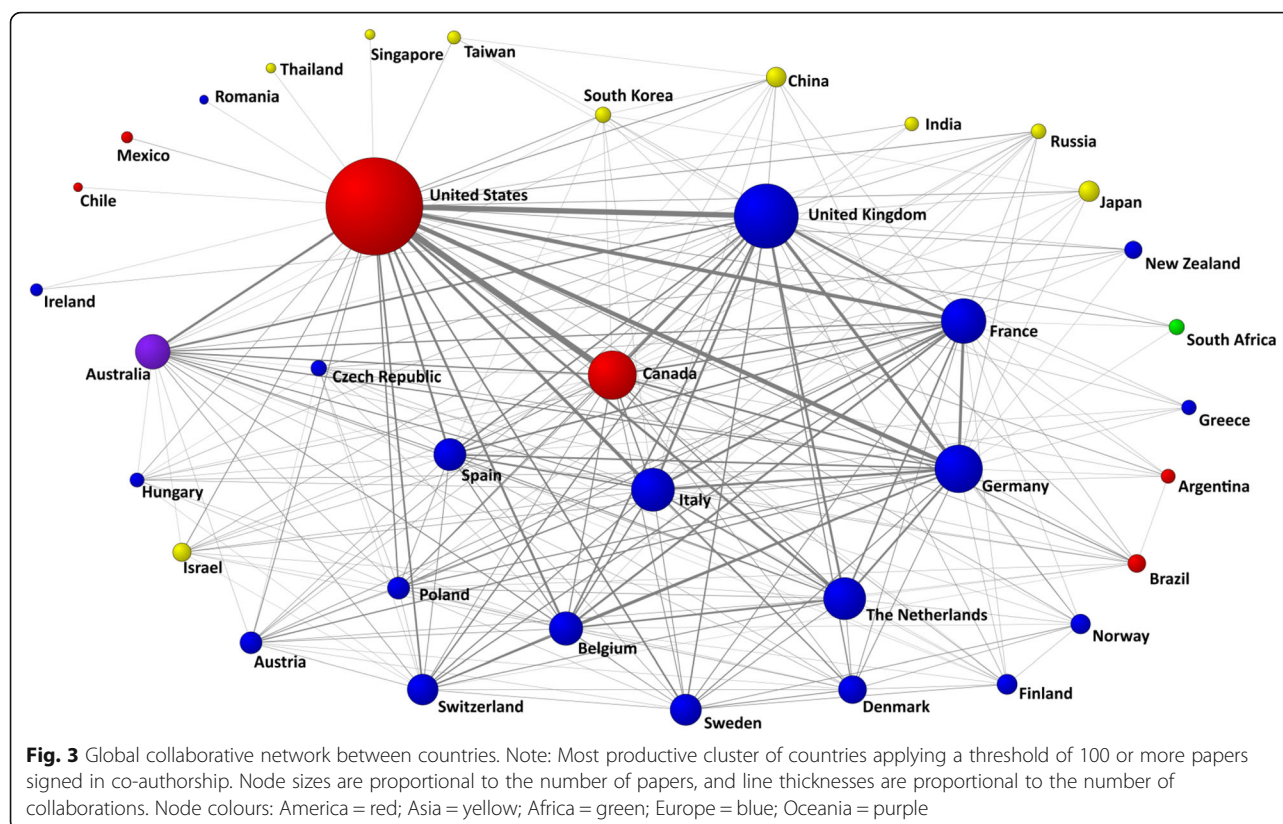 Singapore
Taiwan
Thailand
China
Romania
South Korea
India
Russia
Mexico
Chile
United States
United Kingdom
Japan
New Zealand
Ireland
France
South Africa
Australia
Czech Republic
Canada
Greece
Spain
Hungary
Italy
Germany
Argentina
Israel
Brazil
Poland
The Netherlands
Norway
Belgium
Austria
Switzerland
Sweden
Denmark
Finland
Fig. 3 Global collaborative network between countries. Note: Most productive cluster of countries applying a threshold of 100 or more papers
signed in co-authorship. Node sizes are proportional to the number of papers, and line thicknesses are proportional to the number of
collaborations. Node colours: America = red; Asia = yellow; Africa = green; Europe = blue; Oceania = purple